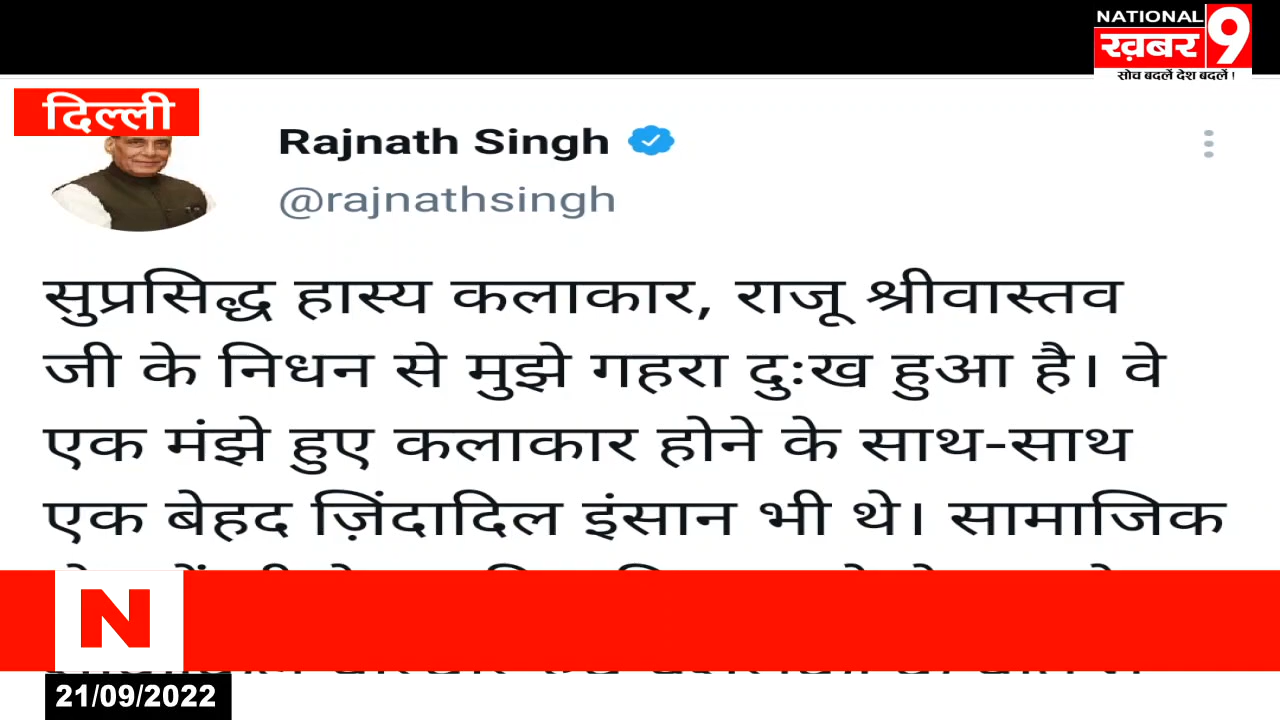 NATIONAL
ख़बर 9
सोच बदलें देश बदलें !
दिल्ली
Rajnath Singh
@rajnathsingh
सुप्रसिद्ध हास्य कलाकार, राजू श्रीवास्तव
जी के निधन से मुझे गहरा दु:ख हुआ है। वे
एक मंझे हुए कलाकार होने के साथ-साथ
एक बेहद ज़िंदादिल इंसान भी थे। सामाजिक
N
21/09/2022